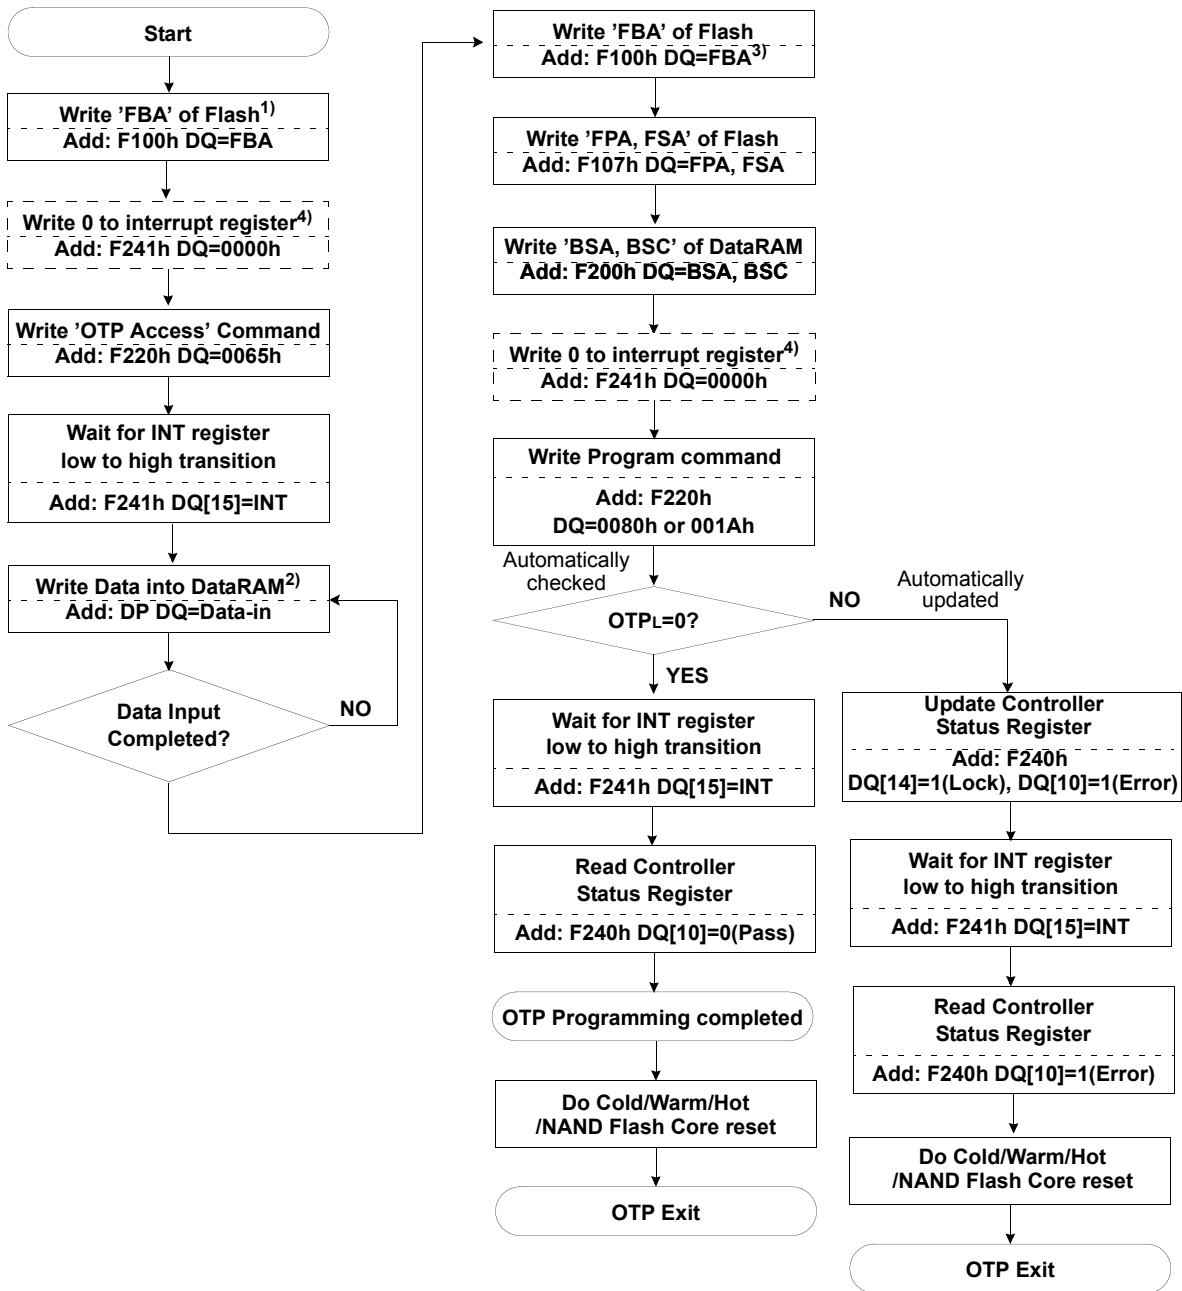 Start
Write ’FBA’ of Flash1)
Add: F100h DQ=FBA
Write 0 to interrupt register4)
Add: F241h DQ=0000h
Write ’OTP Access’ Command
Add: F220h DQ=0065h
Wait for INT register
low to high transition
Add: F241h DQ[15]=INT
Write Data into DataRAM2)
Add: DP DQ=Data-in
Data Input
Completed?
NO
Write ’FBA’ of Flash
Add: F100h DQ=FBA3)
Write ’FPA, FSA’ of Flash
Add: F107h DQ=FPA, FSA
Write ’BSA, BSC’ of DataRAM
Add: F200h DQ=BSA, BSC
Write 0 to interrupt register4)
Add: F241h DQ=0000h
Write Program command
Add: F220h
DQ=0080h or 001Ah
Automatically
checked
OTPL=0?
YES
Wait for INT register
low to high transition
Add: F241h DQ[15]=INT
Read Controller
Status Register
Add: F240h DQ[10]=0(Pass)
OTP Programming completed
Do Cold/Warm/Hot
/NAND Flash Core reset
OTP Exit
NO
Automatically
updated
Update Controller
Status Register
Add: F240h
DQ[14]=1(Lock), DQ[10]=1(Error)
Wait for INT register
low to high transition
Add: F241h DQ[15]=INT
Read Controller
Status Register
Add: F240h DQ[10]=1(Error)
Do Cold/Warm/Hot
/NAND Flash Core reset
OTP Exit